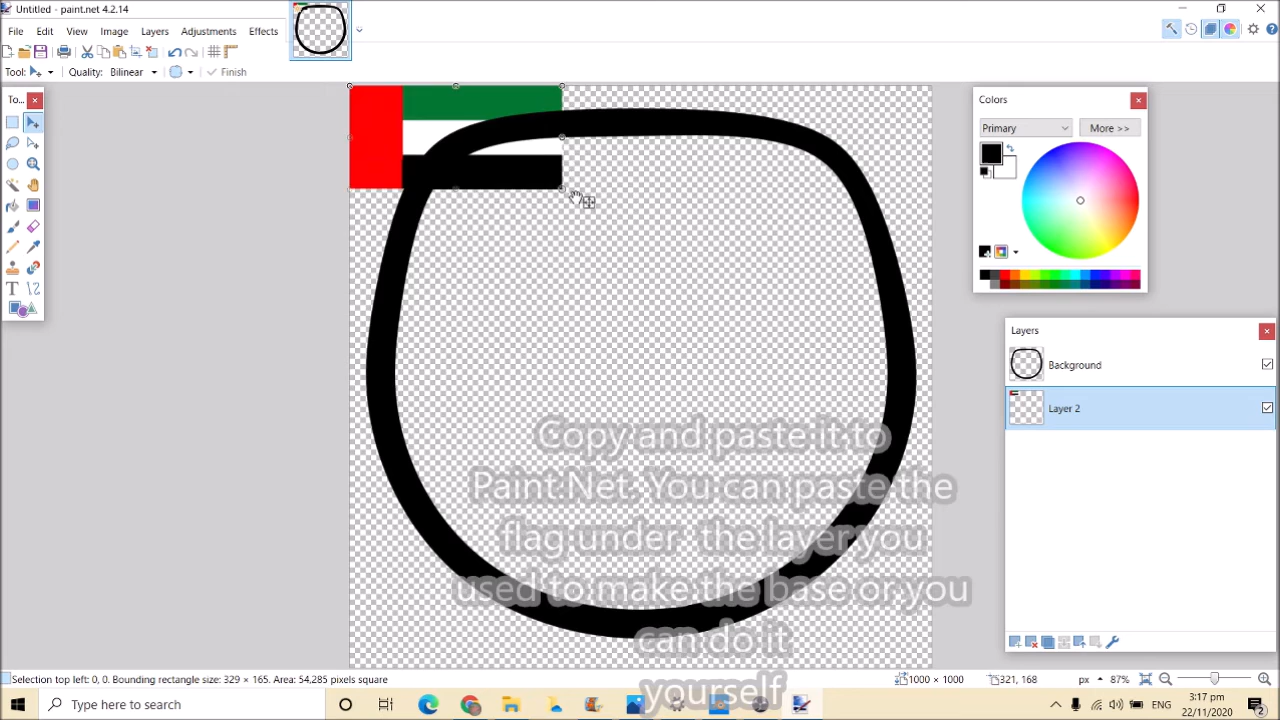 Untitled - paint.net 4.2.14
File Edit View Image Layers Adjustments Effects
Tool: Quality: Bilinear Finish
To...
Colors
Primary More >>
Layers
Background
Layer 2
Copy and paste it to
Paint.Net. You can paste the
flag under the layer you
used to make the base or you
can do it
yourself
Selection top left: 0, 0. Bounding rectangle size: 329 × 165. Area: 54,285 pixels square
1000 × 1000 321, 168 px 87%
Type here to search
ENG 3:17 pm
22/11/2020
2